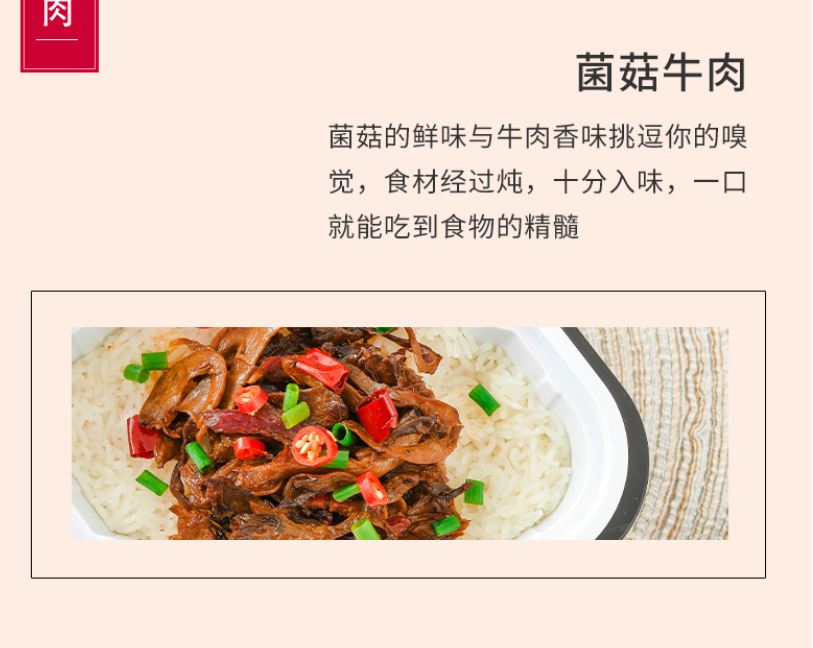 肉
菌菇牛肉
菌菇的鲜味与牛肉香味挑逗你的嗅
觉，食材经过炖，十分入味，一口
就能吃到食物的精髓